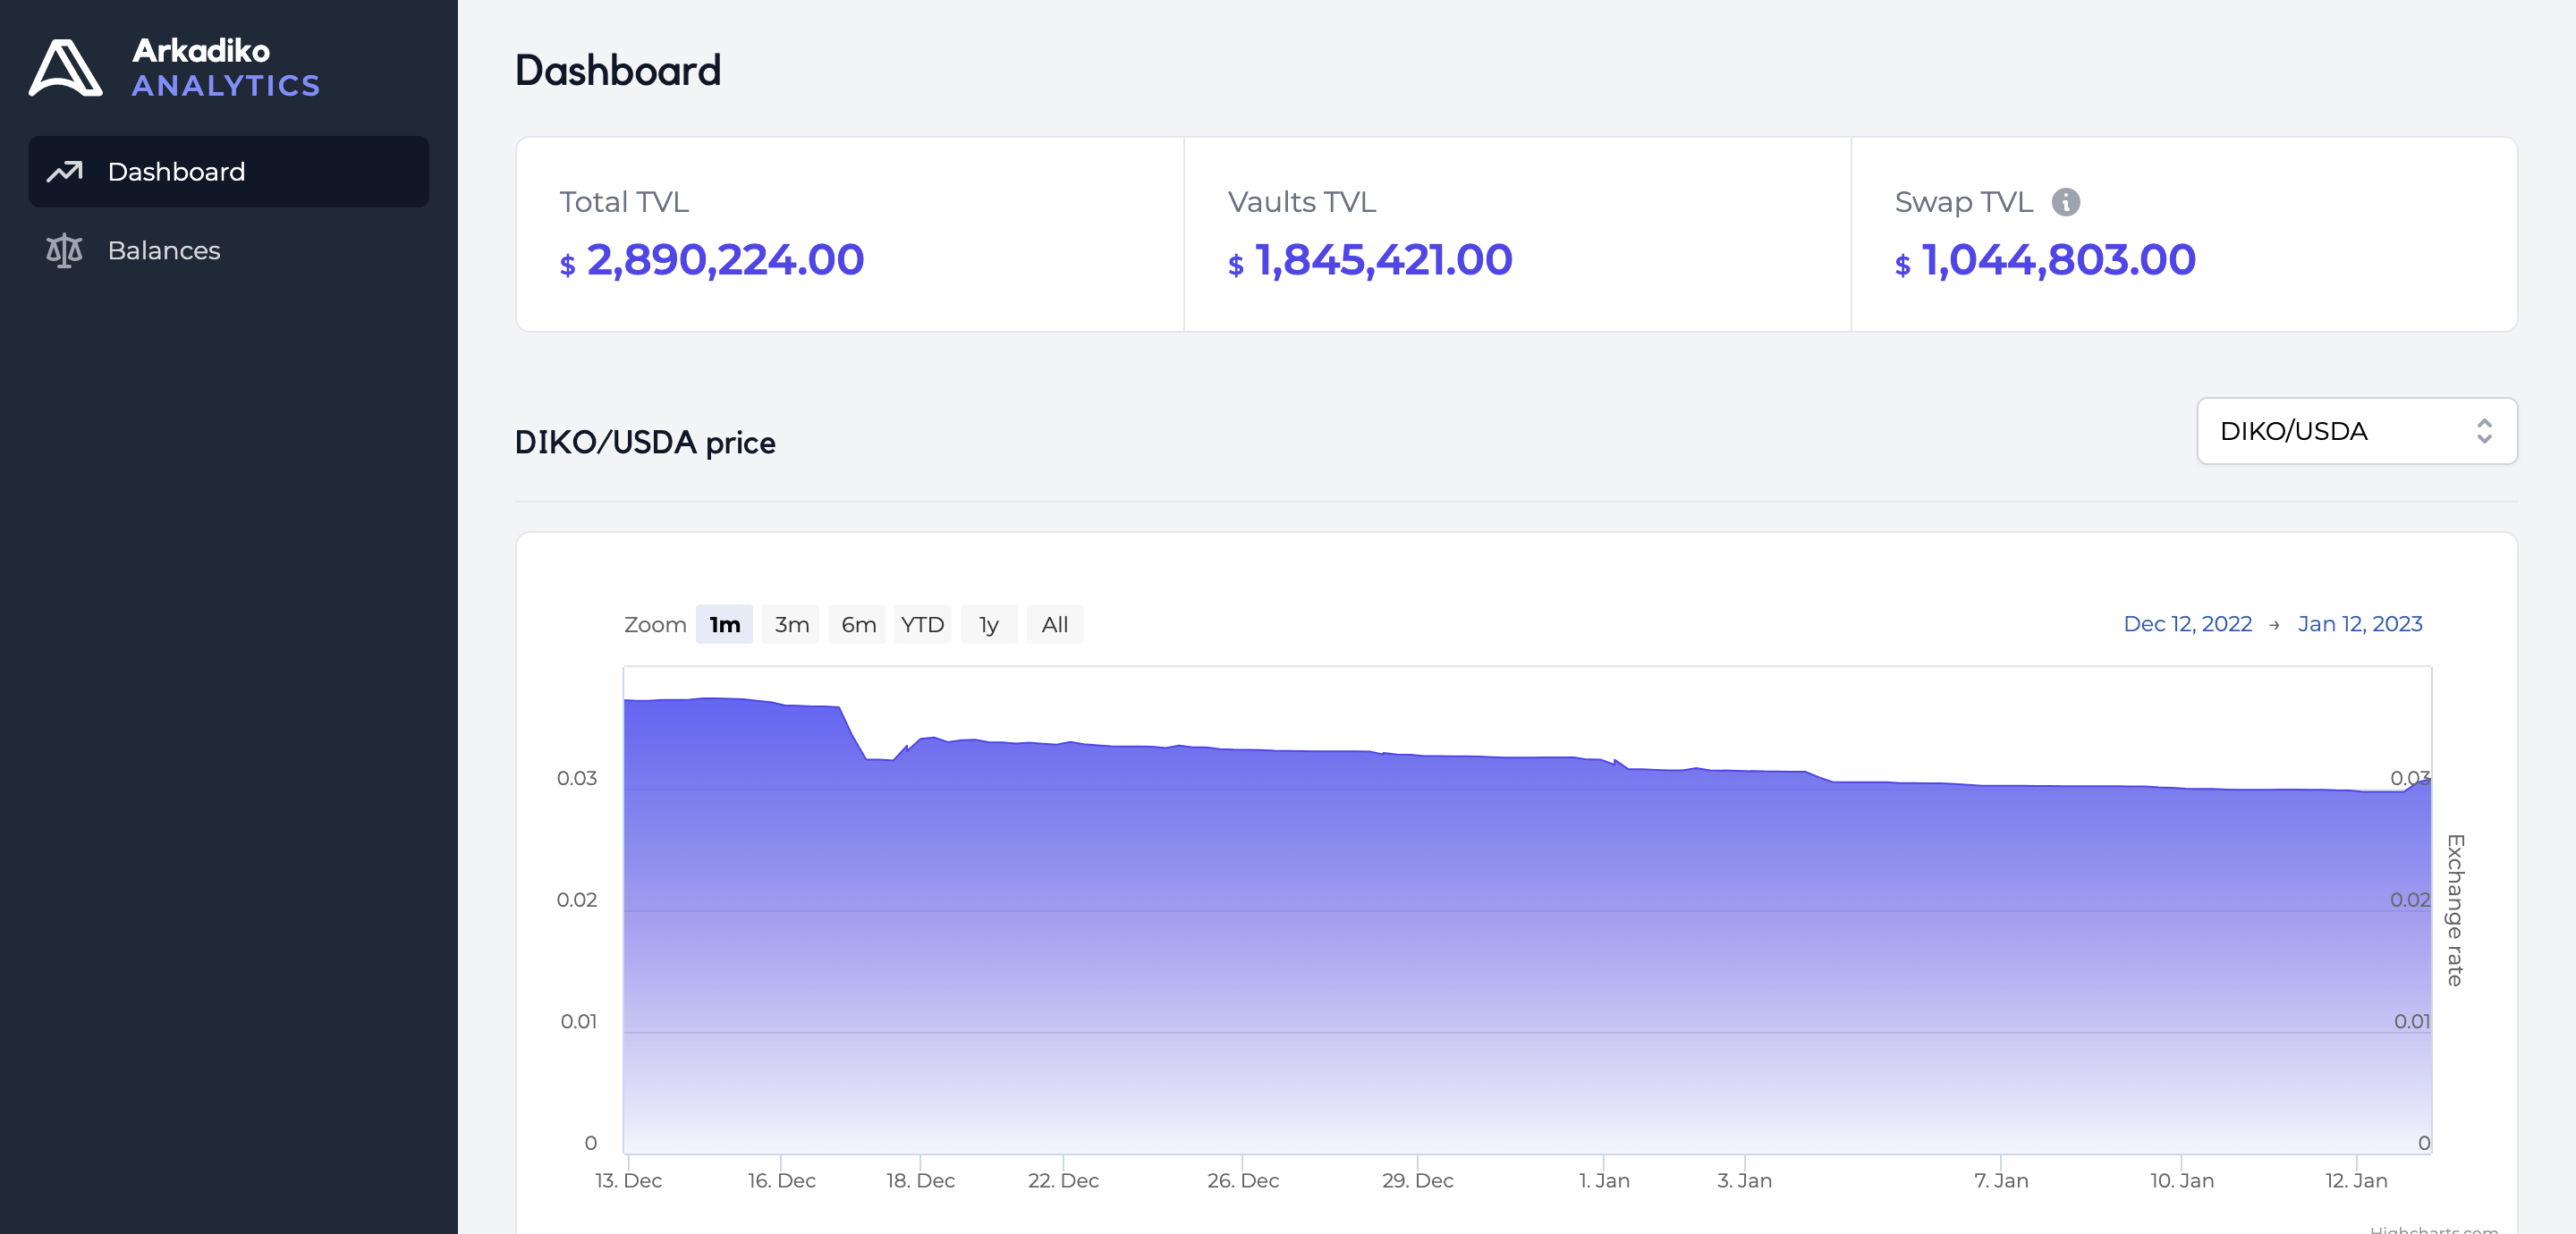 Arkadiko
ANALYTICS
Dashboard
Balances
Dashboard
Total TVL
$ 2,890,224.00
Vaults TVL
$ 1,845,421.00
Swap TVL
$ 1,044,803.00
DIKO/USDA price
DIKO/USDA
Zoom 1m 3m 6m YTD 1y All
Dec 12, 2022 → Jan 12, 2023
0.03
0.02
0.01
0
0.03
0.02
0.01
0
Exchange rate
13. Dec 16. Dec 18. Dec 22. Dec 26. Dec 29. Dec 1. Jan 3. Jan 7. Jan 10. Jan 12. Jan
Highcharts.com